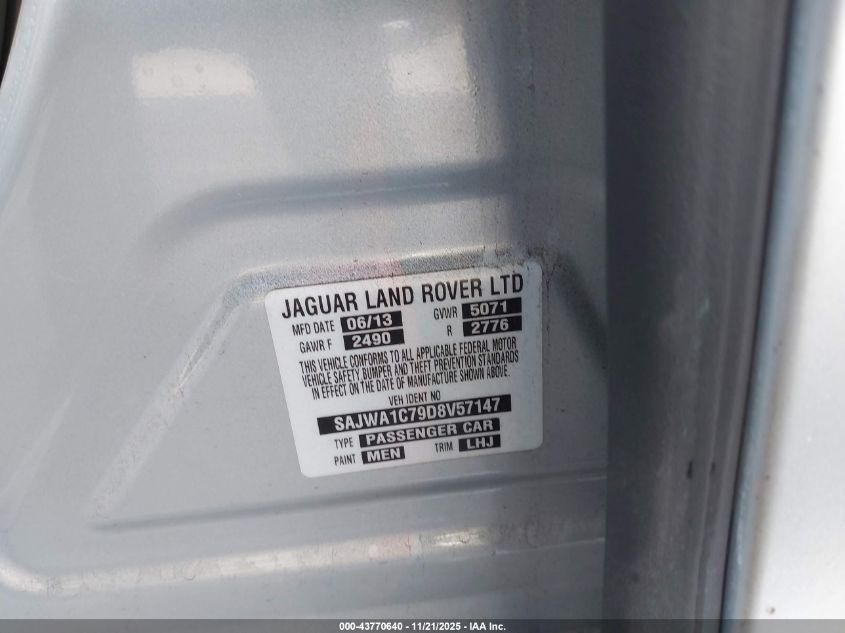 JAGUAR LAND ROVER LTD
MFD DATE 06/13 GVWR 5071
GAWR F 2490 R 2776
THIS VEHICLE CONFORMS TO ALL APPLICABLE FEDERAL MOTOR
VEHICLE SAFETY BUMPER AND THEFT PREVENTION STANDARDS
IN EFFECT ON THE DATE OF MANUFACTURE SHOWN ABOVE.
VEH IDENT NO
SAJWA1C79D8V57147
TYPE PASSENGER CAR
PAINT MEN TRIM LHJ
000-43770640 - 11/21/2025 - IAA Inc.